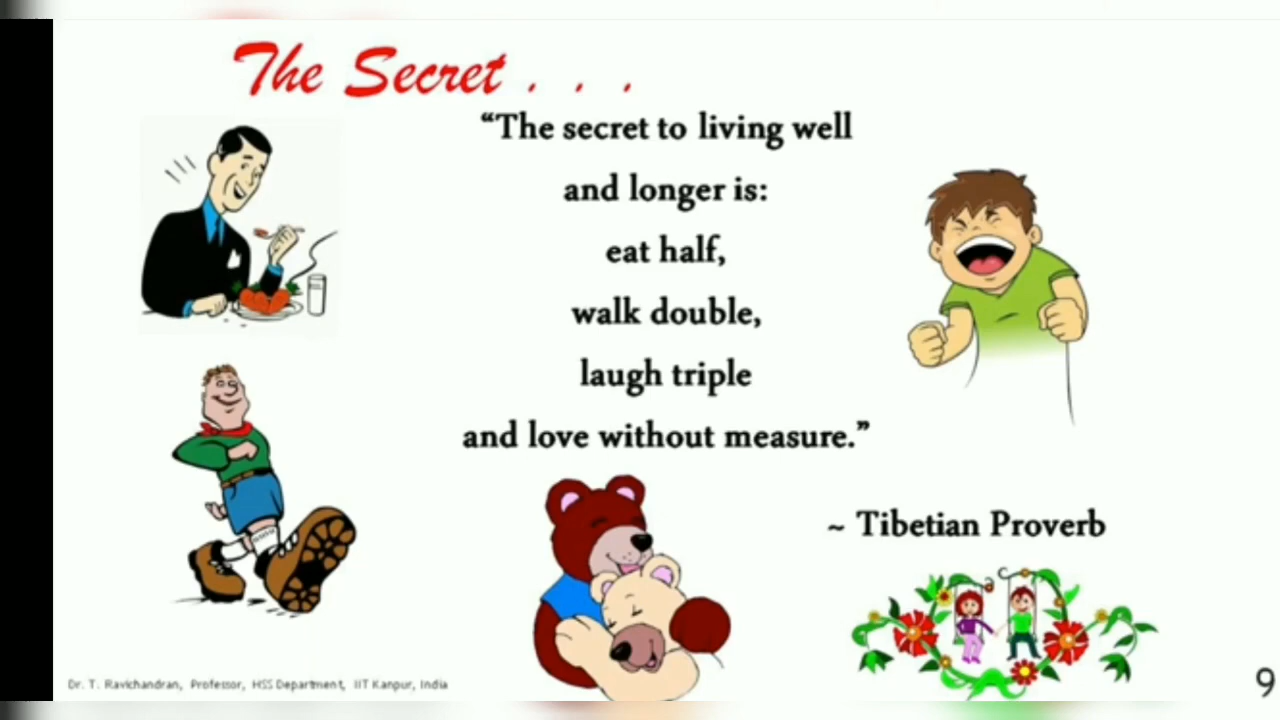 The Secret . . .
“The secret to living well
and longer is:
eat half,
walk double,
laugh triple
and love without measure.”
~ Tibetian Proverb
Dr. T. Ravichandran, Professor, HSS Department, IIT Kanpur, India
9